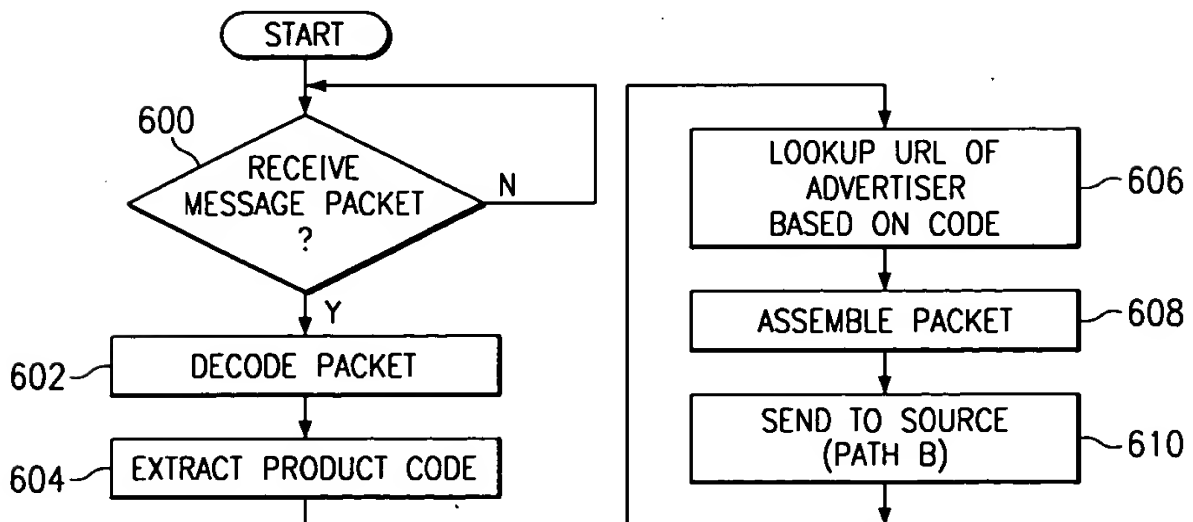 START
600
RECEIVE
MESSAGE PACKET
?
N
Y
602
DECODE PACKET
604
EXTRACT PRODUCT CODE
LOOKUP URL OF
ADVERTISER
BASED ON CODE
606
ASSEMBLE PACKET
608
SEND TO SOURCE
(PATH B)
610